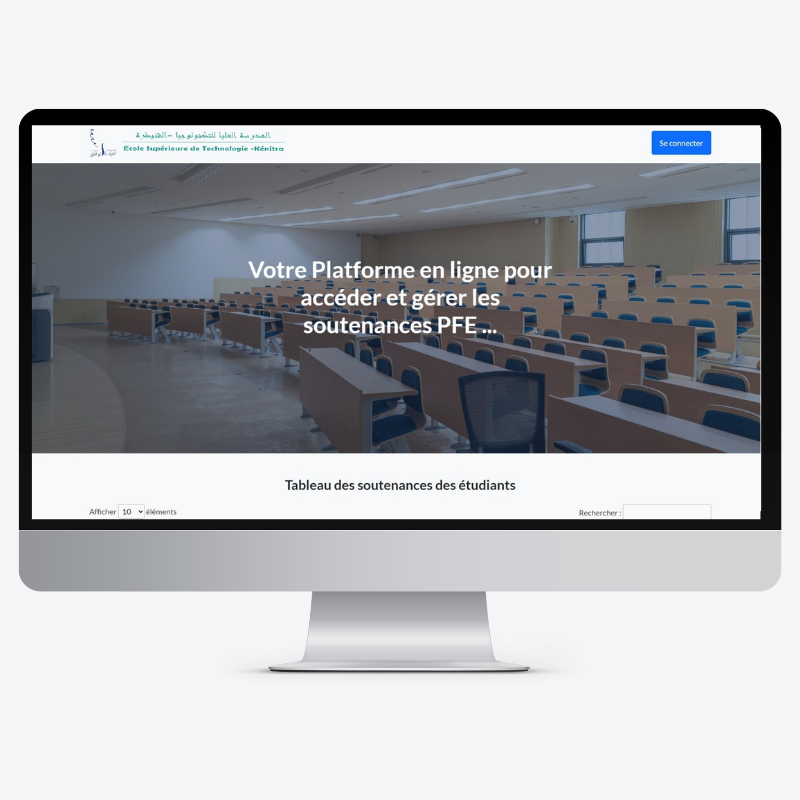 المدرسة العليا للتكنولوجيا -القنيطرة
École Supérieure de Technologie -Kénitra
Se connecter
Votre Platforme en ligne pour
accéder et gérer les
soutenances PFE ...
Tableau des soutenances des étudiants
Afficher 10 éléments
Rechercher :